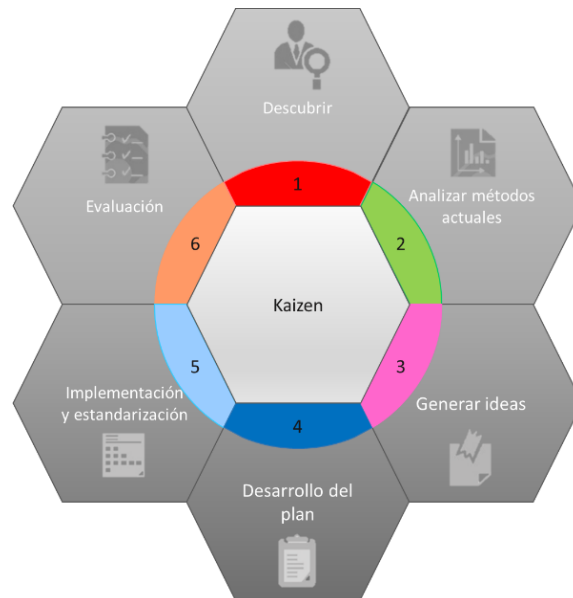 Descubrir
1
Analizar métodos
actuales
2
Generar ideas
3
Desarrollo del
plan
4
Implementación
y estandarización
5
Evaluación
6
Kaizen